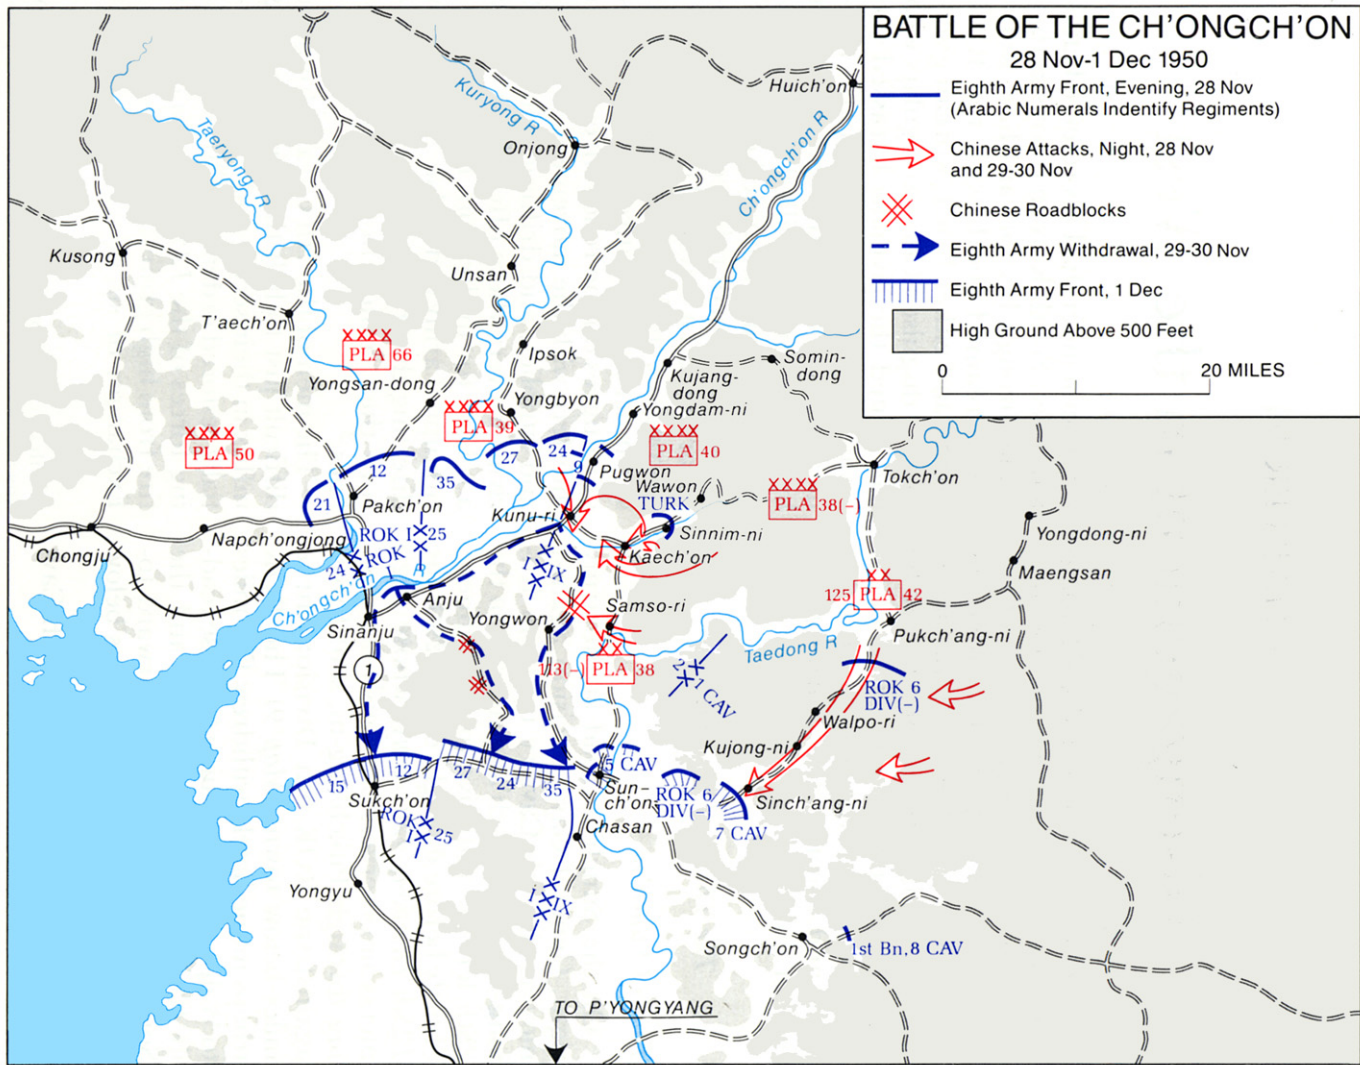 BATTLE OF THE CH'ONGCH'ON
28 Nov-1 Dec 1950
Eighth Army Front, Evening, 28 Nov
(Arabic Numerals Indentify Regiments)
Chinese Attacks, Night, 28 Nov
and 29-30 Nov
Chinese Roadblocks
Eighth Army Withdrawal, 29-30 Nov
Eighth Army Front, 1 Dec
High Ground Above 500 Feet
0 20 MILES
Huich'on
Kuryong R
Taeryong R
Onjong
Ch'ongch'on R
Kusong
Unsan
T'aech'on
XXXX
PLA 66
Ipsok
Somin-
dong
Kujang-
dong
Yongsan-dong
Yongbyon
Yongdam-ni
XXXX
PLA 39
XXXX
PLA 50
XXXX
PLA 40
12
27
24
9
Pugwon
Wawon
Tokch'on
35
21
Pakch'on
TURK
XXXX
PLA 38(-)
Kunu-ri
Sinnim-ni
Yongdong-ni
Napch'ongjong
Chongju
ROK 1
25
24
ROK
Kaech'on
I
IX
Maengsan
XX
125 PLA 42
Ch'ongch'on
Anju
Samso-ri
Sinanju
Yongwon
Pukch'ang-ni
Taedong R
1
XX
113(-) PLA 38
2
1 CAV
ROK 6
DIV(-)
Walpo-ri
Kujong-ni
15
12
27
24
35
5 CAV
Sun-
ch'on
Sukch'on
ROK 6
DIV(-)
Sinch'ang-ni
ROK
I
25
Chasan
7 CAV
Yongyu
I
IX
Songch'on
1st Bn, 8 CAV
TO P'YONGYANG